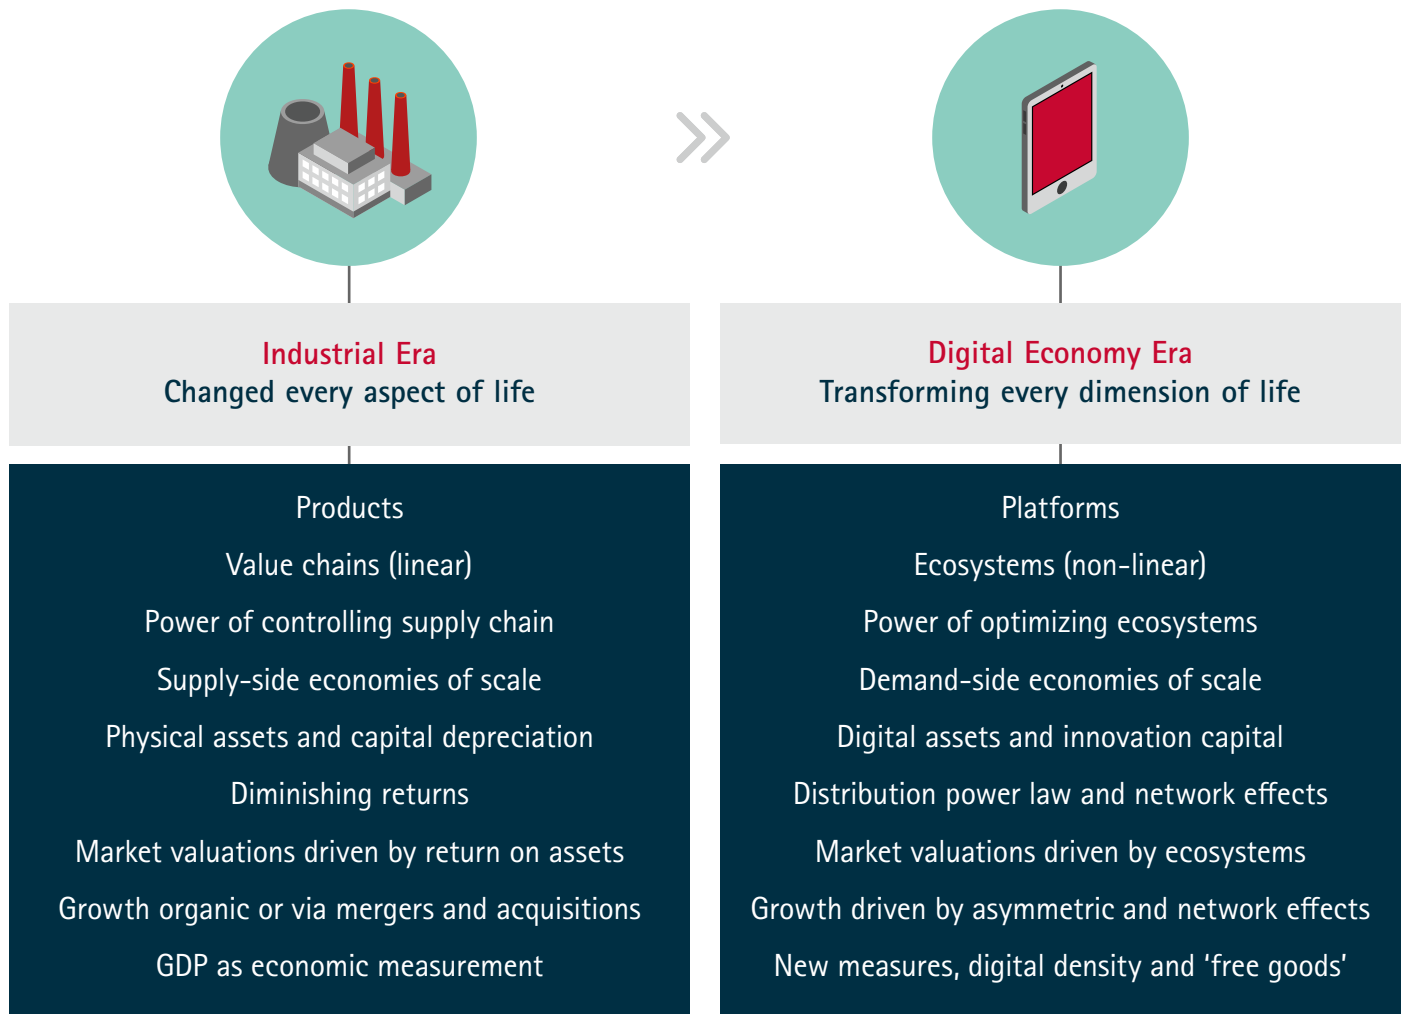 Industrial Era
Changed every aspect of life
Products
Value chains (linear)
Power of controlling supply chain
Supply-side economies of scale
Physical assets and capital depreciation
Diminishing returns
Market valuations driven by return on assets
Growth organic or via mergers and acquisitions
GDP as economic measurement
Digital Economy Era
Transforming every dimension of life
Platforms
Ecosystems (non-linear)
Power of optimizing ecosystems
Demand-side economies of scale
Digital assets and innovation capital
Distribution power law and network effects
Market valuations driven by ecosystems
Growth driven by asymmetric and network effects
New measures, digital density and ‘free goods’